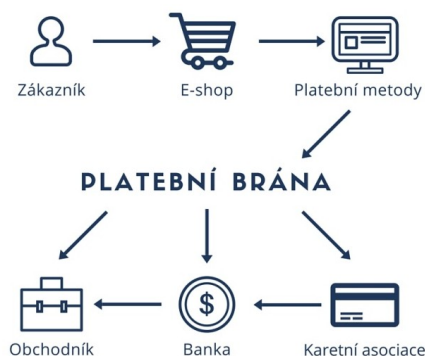 Zákazník
E-shop
Platební metody
PLATEBNÍ BRÁNA
$
Obchodník
Banka
Karetní asociace